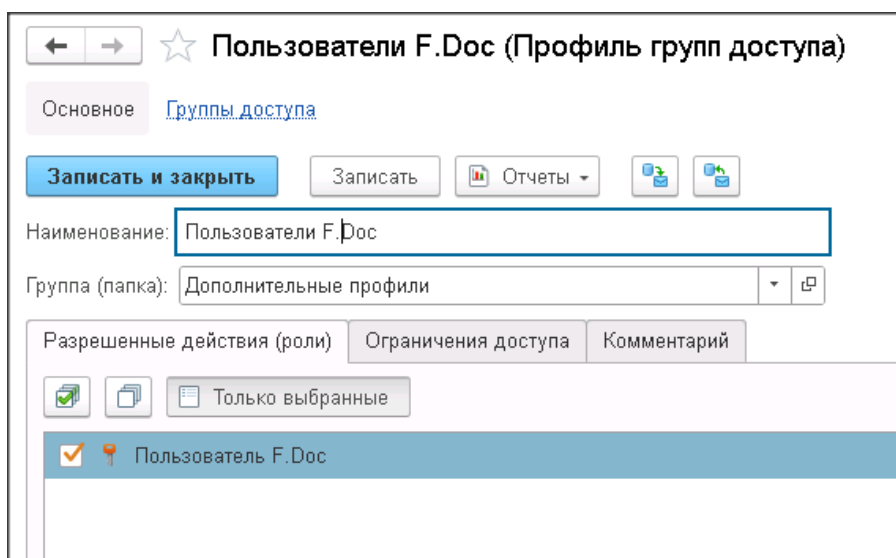 Пользователи F.Doc (Профиль групп доступа)
Основное Группы доступа
Записать и закрыть Записать Отчеты
Наименование: Пользователи F.Doc
Группа (папка): Дополнительные профили
Разрешенные действия (роли) Ограничения доступа Комментарий
Только выбранные
Пользователь F.Doc